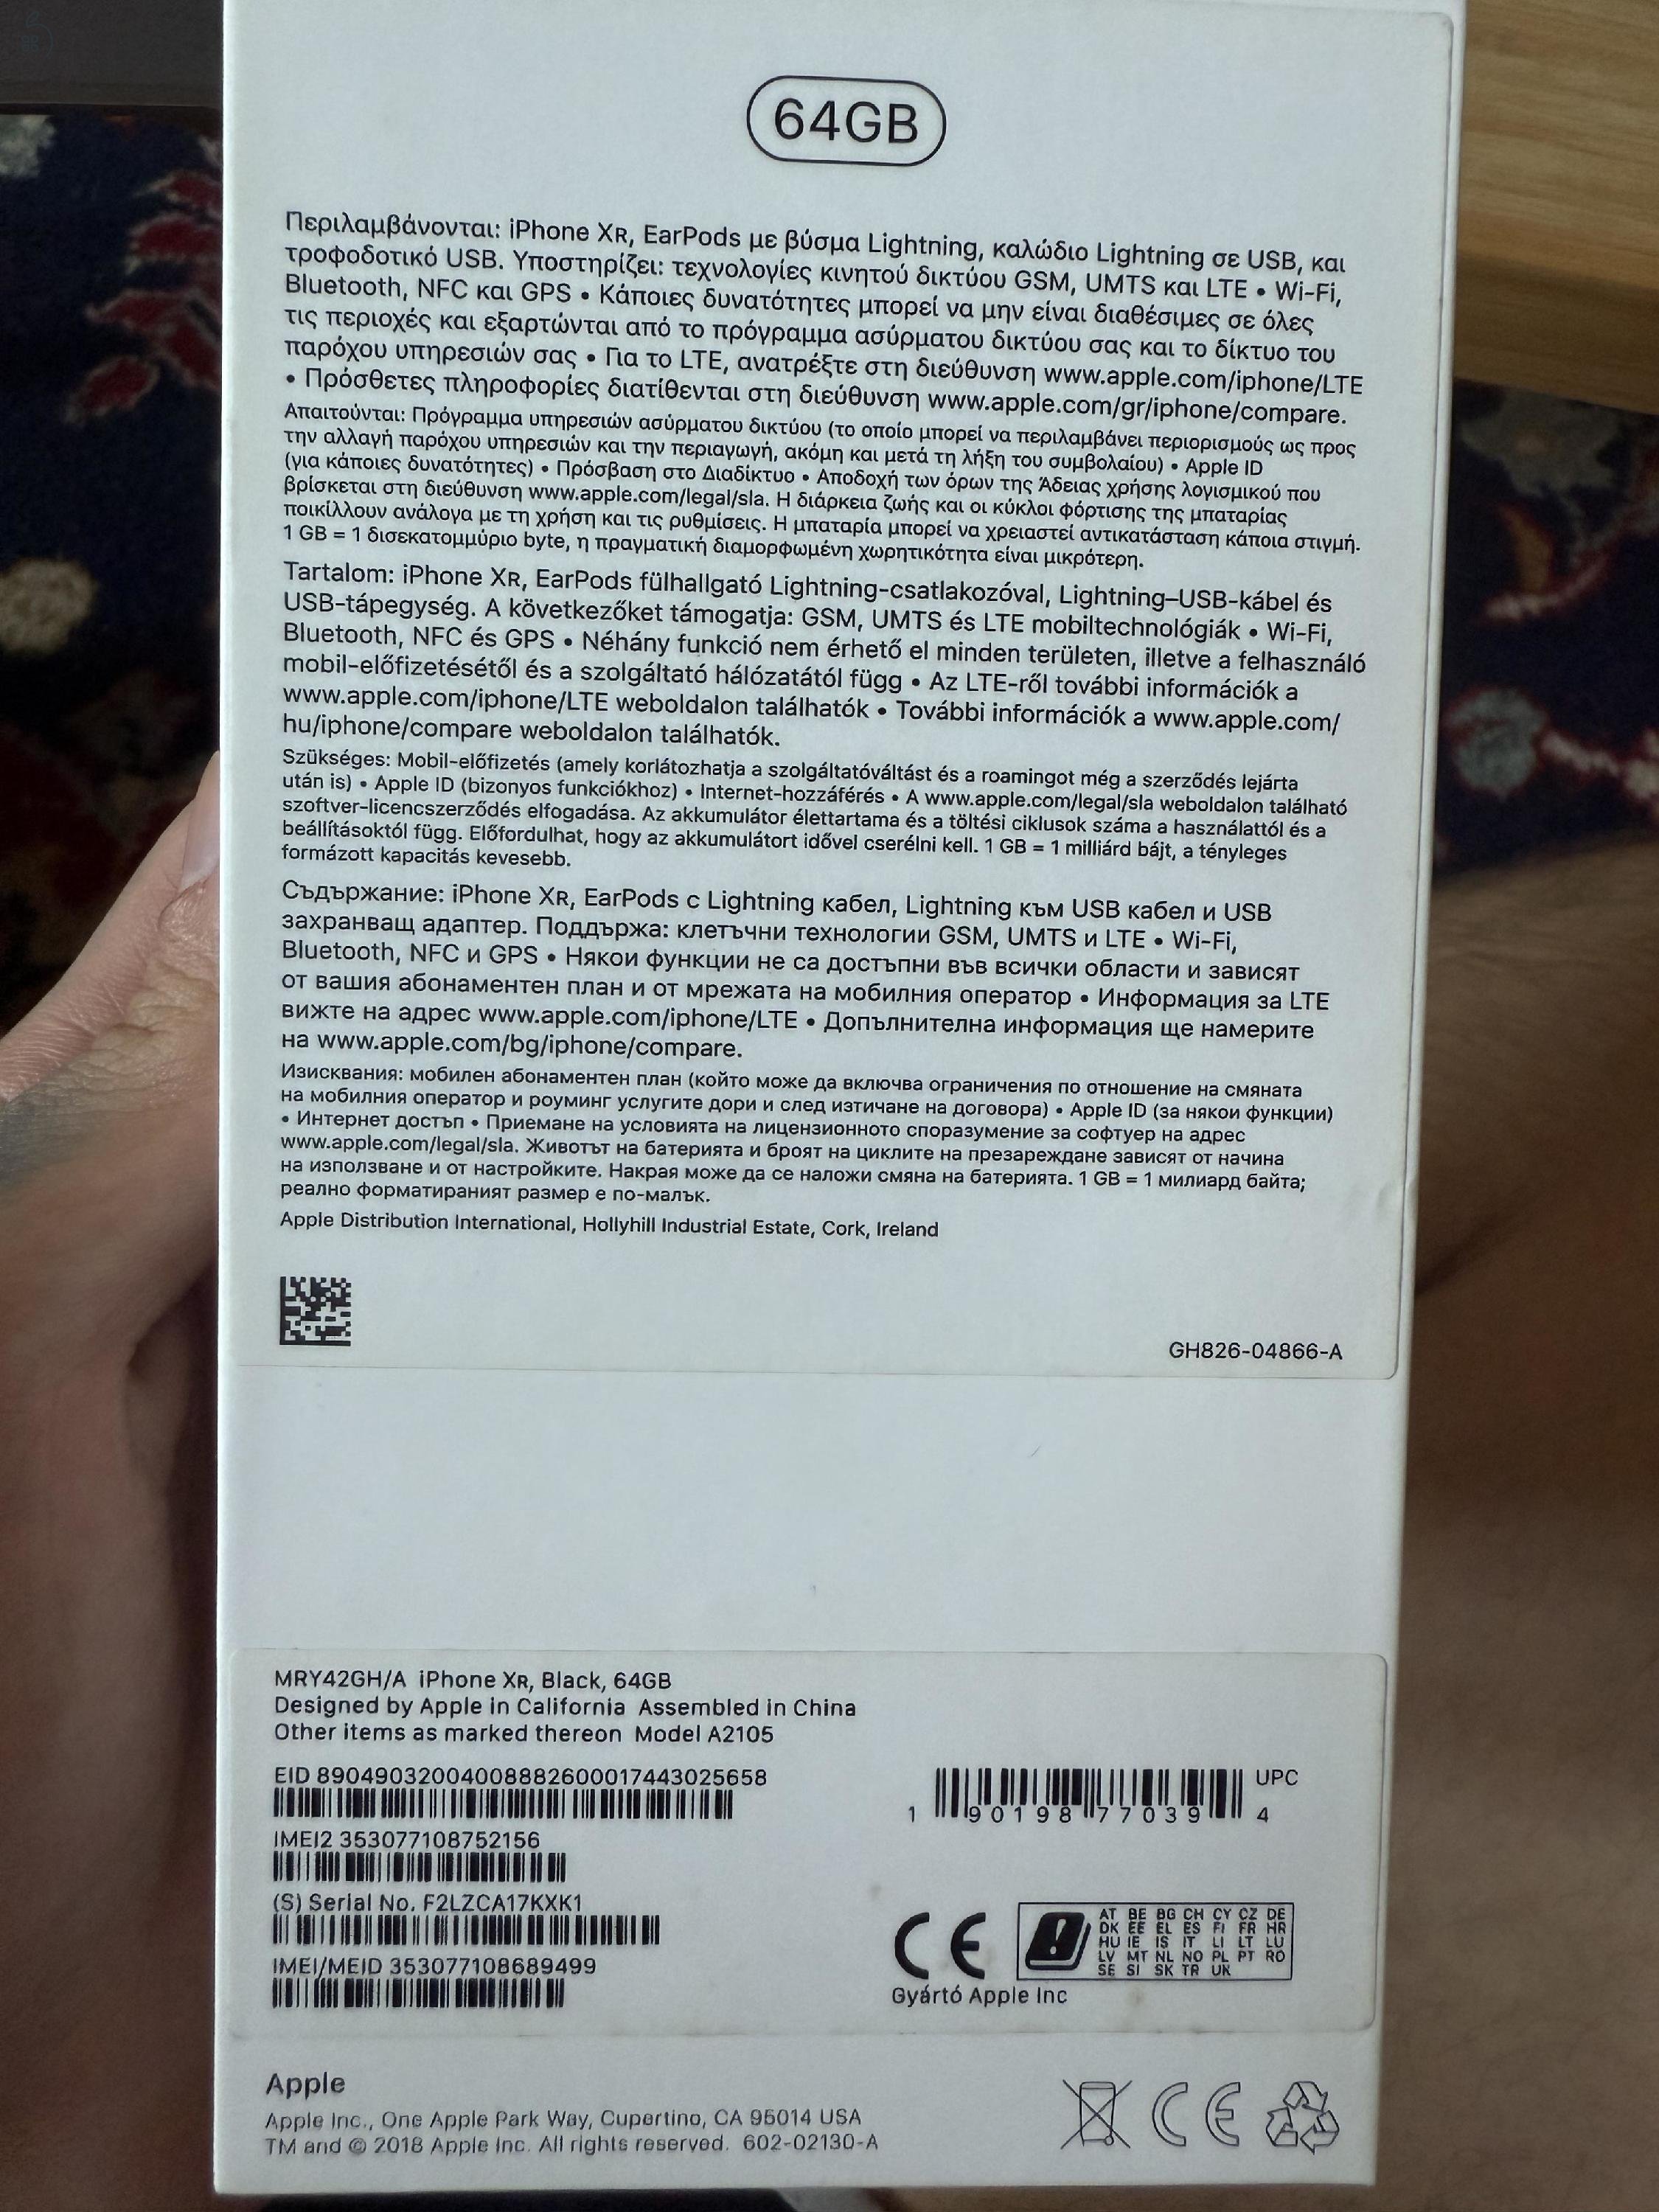 64GB
Περιλαμβάνονται: iPhone XR, EarPods με βύσμα Lightning, καλώδιο Lightning σε USB, και
τροφοδοτικό USB. Υποστηρίζει: τεχνολογίες κινητού δικτύου GSM, UMTS και LTE • Wi-Fi,
Bluetooth, NFC και GPS • Κάποιες δυνατότητες μπορεί να μην είναι διαθέσιμες σε όλες
τις περιοχές και εξαρτώνται από το πρόγραμμα ασύρματου δικτύου σας και το δίκτυο του
παρόχου υπηρεσιών σας • Για το LTE, ανατρέξτε στη διεύθυνση www.apple.com/iphone/LTE
• Πρόσθετες πληροφορίες διατίθενται στη διεύθυνση www.apple.com/gr/iphone/compare.
Απαιτούνται: Πρόγραμμα υπηρεσιών ασύρματου δικτύου (το οποίο μπορεί να περιλαμβάνει περιορισμούς ως προς
την αλλαγή παρόχου υπηρεσιών και την περιαγωγή, ακόμη και μετά τη λήξη του συμβολαίου) • Apple ID
(για κάποιες δυνατότητες) • Πρόσβαση στο Διαδίκτυο • Αποδοχή των όρων της Άδειας χρήσης λογισμικού που
βρίσκεται στη διεύθυνση www.apple.com/legal/sla. Η διάρκεια ζωής και οι κύκλοι φόρτισης της μπαταρίας
ποικίλλουν ανάλογα με τη χρήση και τις ρυθμίσεις. Η μπαταρία μπορεί να χρειαστεί αντικατάσταση κάποια στιγμή.
1 GB = 1 δισεκατομμύριο byte, η πραγματική διαμορφωμένη χωρητικότητα είναι μικρότερη.
Tartalom: iPhone XR, EarPods fülhallgató Lightning-csatlakozóval, Lightning–USB-kábel és
USB-tápegység. A következőket támogatja: GSM, UMTS és LTE mobiltechnológiák • Wi-Fi,
Bluetooth, NFC és GPS • Néhány funkció nem érhető el minden területen, illetve a felhasználó
mobil-előfizetésétől és a szolgáltató hálózatától függ • Az LTE-ről további információk a
www.apple.com/iphone/LTE weboldalon találhatók • További információk a www.apple.com/
hu/iphone/compare weboldalon találhatók.
Szükséges: Mobil-előfizetés (amely korlátozhatja a szolgáltatóváltást és a roamingot még a szerződés lejárta
után is) • Apple ID (bizonyos funkciókhoz) • Internet-hozzáférés • A www.apple.com/legal/sla weboldalon található
szoftver-licencszerződés elfogadása. Az akkumulátor élettartama és a töltési ciklusok száma a használattól és a
beállításoktól függ. Előfordulhat, hogy az akkumulátort idővel cserélni kell. 1 GB = 1 milliárd bájt, a tényleges
formázott kapacitás kevesebb.
Съдържание: iPhone XR, EarPods с Lightning кабел, Lightning към USB кабел и USB
захранващ адаптер. Поддържа: клетъчни технологии GSM, UMTS и LTE • Wi-Fi,
Bluetooth, NFC и GPS • Някои функции не са достъпни във всички области и зависят
от вашия абонаментен план и от мрежата на мобилния оператор • Информация за LTE
вижте на адрес www.apple.com/iphone/LTE • Допълнителна информация ще намерите
на www.apple.com/bg/iphone/compare.
Изисквания: мобилен абонаментен план (който може да включва ограничения по отношение на смяната
на мобилния оператор и роуминг услугите дори и след изтичане на договора) • Apple ID (за някои функции)
• Интернет достъп • Приемане на условията на лицензионното споразумение за софтуер на адрес
www.apple.com/legal/sla. Животът на батерията и броят на циклите на презареждане зависят от начина
на използване и от настройките. Накрая може да се наложи смяна на батерията. 1 GB = 1 милиард байта;
реално форматираният размер е по-малък.
Apple Distribution International, Hollyhill Industrial Estate, Cork, Ireland
GH826-04866-A
MRY42GH/A iPhone XR, Black, 64GB
Designed by Apple in California Assembled in China
Other items as marked thereon Model A2105
EID 89049032004008882600017443025658
UPC
1 90198 77039 4
IMEI2 353077108752156
(S) Serial No. F2LZCA17KXK1
IMEI/MEID 353077108689499
CE
AT BE BG CH CY CZ DE
DK EE EL ES FI FR HR
HU IE IS IT LI LT LU
LV MT NL NO PL PT RO
SE SI SK TR UK
Gyártó Apple Inc
Apple
Apple Inc., One Apple Park Way, Cupertino, CA 95014 USA
TM and © 2018 Apple Inc. All rights reserved. 602-02130-A
CE